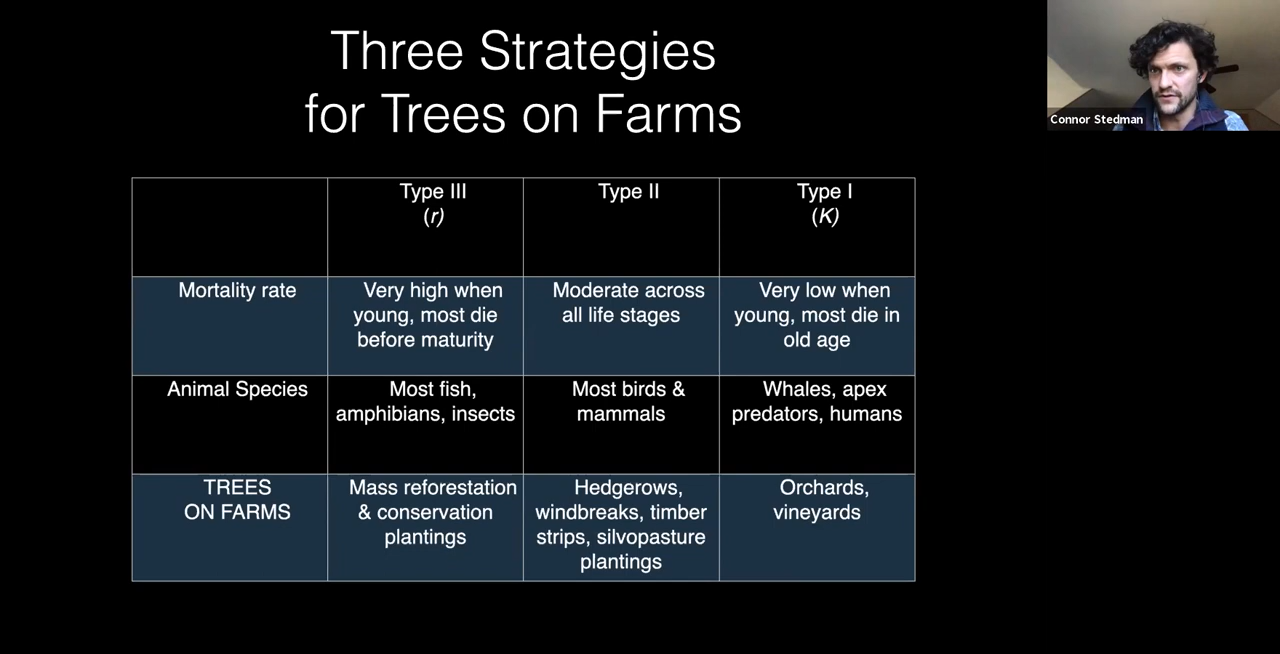 Three Strategies
for Trees on Farms
Connor Stedman
Type III
(r)
Type II
Type I
(K)
Mortality rate
Very high when
young, most die
before maturity
Moderate across
all life stages
Very low when
young, most die in
old age
Animal Species
Most fish,
amphibians, insects
Most birds &
mammals
Whales, apex
predators, humans
TREES
ON FARMS
Mass reforestation
& conservation
plantings
Hedgerows,
windbreaks, timber
strips, silvopasture
plantings
Orchards,
vineyards